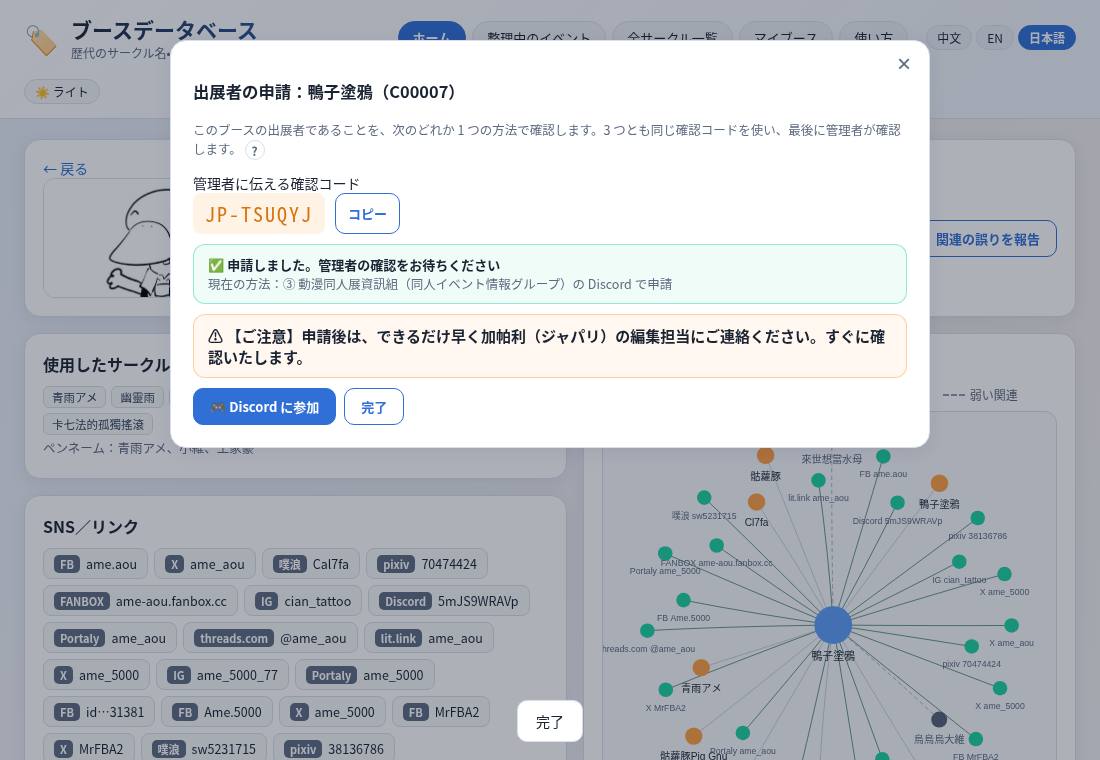 ブースデータベース
歴代のサークル名•
ホーム
整理中のイベント
全サークル一覧
マイブース
使い方
中文
EN
日本語
☀️ ライト
← 戻る
関連の誤りを報告
出展者の申請：鴨子塗鴉（C00007）
✕
このブースの出展者であることを、次のどれか 1 つの方法で確認します。3 つとも同じ確認コードを使い、最後に管理者が確認
します。 ?
管理者に伝える確認コード
JP-TSUQYJ
コピー
✅ 申請しました。管理者の確認をお待ちください
現在の方法：③ 動漫同人展資訊組（同人イベント情報グループ）の Discord で申請
⚠ 【ご注意】申請後は、できるだけ早く加帕利（ジャパリ）の編集担当にご連絡ください。すぐに確
認いたします。
🎮 Discord に参加
完了
使用したサークル
青雨アメ
幽靈雨
卡七法的孤獨搖滾
ペンネーム：青雨アメ、小維、王家豪
弱い関連
SNS／リンク
FB ame.aou
X ame_aou
噗浪 Cal7fa
pixiv 70474424
FANBOX ame-aou.fanbox.cc
IG cian_tattoo
Discord 5mJS9WRAVp
Portaly ame_aou
threads.com @ame_aou
lit.link ame_aou
X ame_5000
IG ame_5000_77
Portaly ame_5000
FB id…31381
FB Ame.5000
X ame_5000
FB MrFBA2
X MrFBA2
噗浪 sw5231715
pixiv 38136786
完了
來世想當水母
骷蘿豚
FB ame.aou
lit.link ame_aou
鴨子塗鴉
噗浪 sw5231715
Cl7fa
Discord 5mJS9WRAVp
pixiv 38136786
FANBOX ame-aou.fanbox.cc
Portaly ame_5000
IG cian_tattoo
X ame_5000
FB Ame.5000
hreads.com @ame_aou
X ame_aou
鴨子塗鴉
pixiv 70474424
青雨アメ
X MrFBA2
X ame_5000
烏烏烏大維
骷蘿豚Pig Gnu
Portaly ame_aou
FB MrFBA2